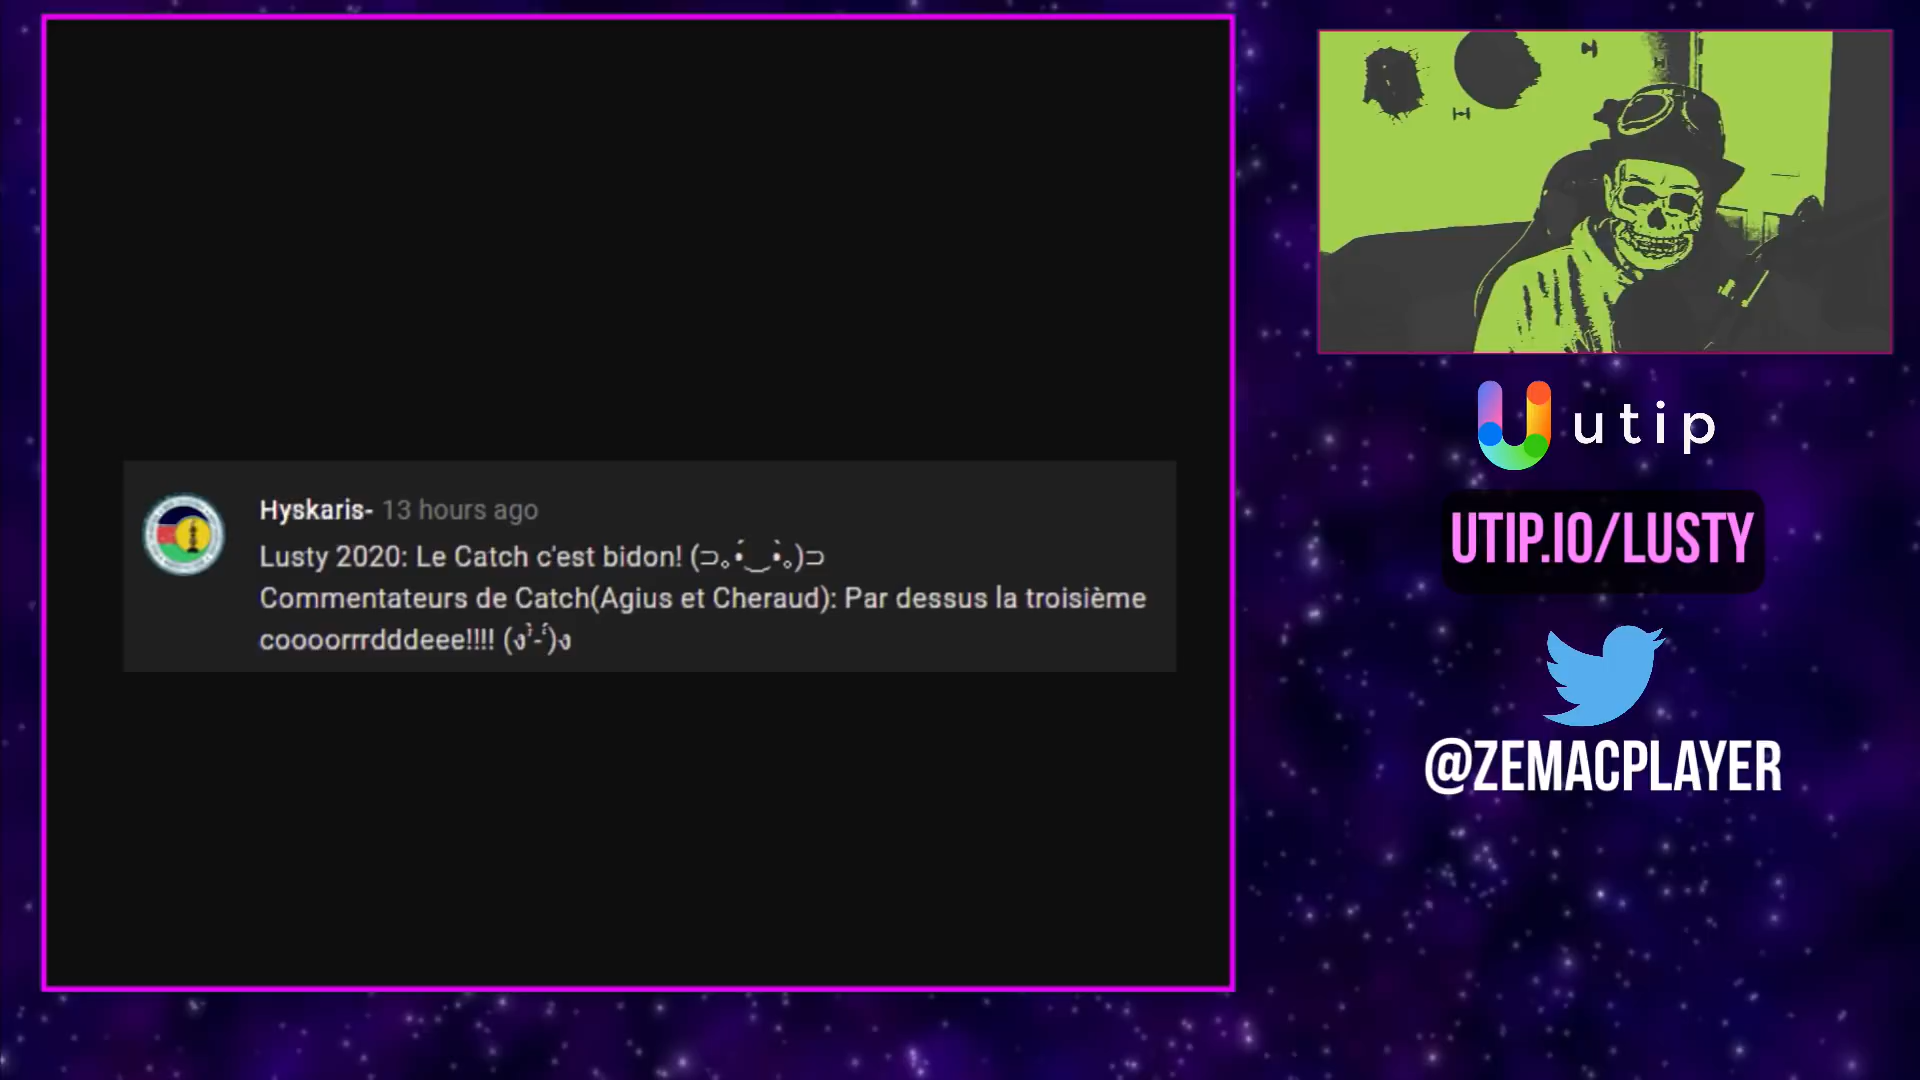 Hyskaris- 13 hours ago
Lusty 2020: Le Catch c'est bidon! (⊃｡•́‿•̀｡)⊃
Commentateurs de Catch(Agius et Cheraud): Par dessus la troisième
coooorrrdddeee!!!! (ง'̀-'́)ง
utip
UTIP.IO/LUSTY
@ZEMACPLAYER